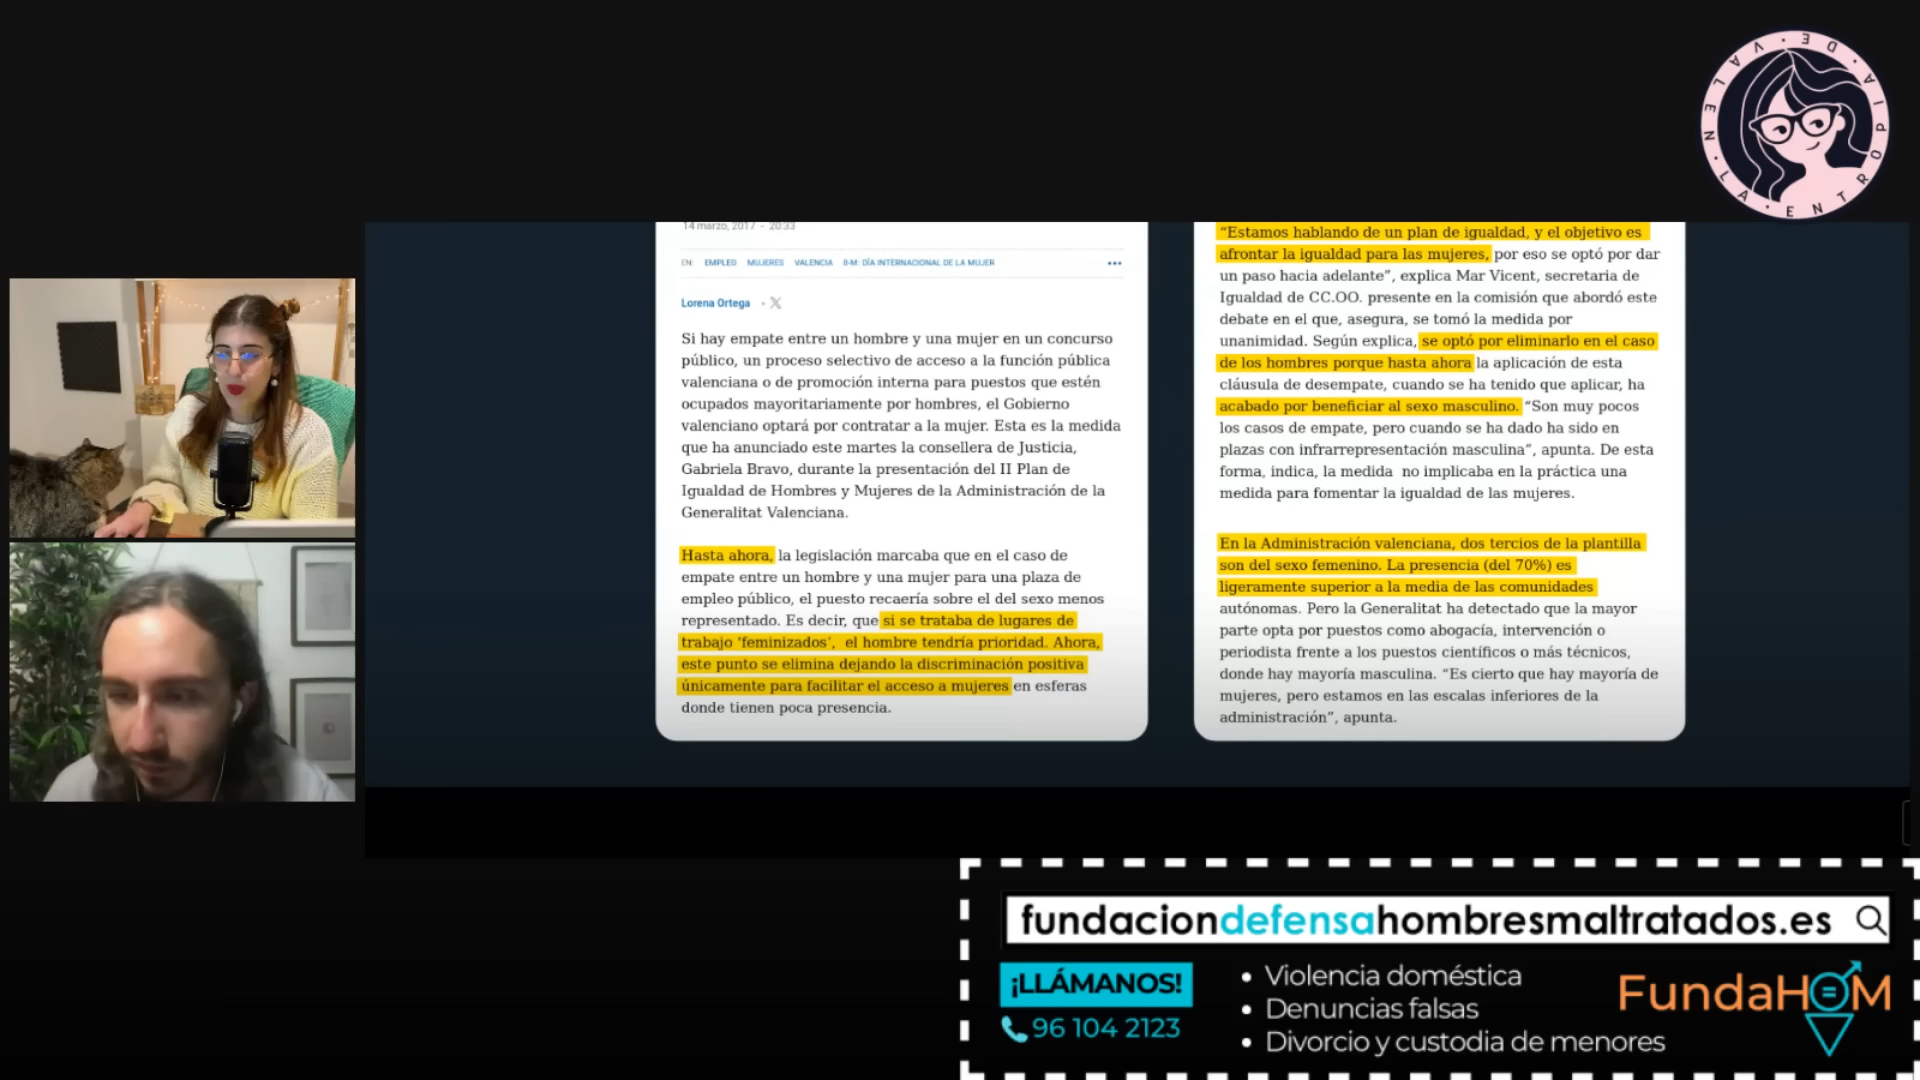 LA ENTROPIA DE VALEN
14 marzo, 2017 - 20:33
EN: EMPLEO MUJERES VALENCIA 8-M: DÍA INTERNACIONAL DE LA MUJER
Lorena Ortega
Si hay empate entre un hombre y una mujer en un concurso
público, un proceso selectivo de acceso a la función pública
valenciana o de promoción interna para puestos que estén
ocupados mayoritariamente por hombres, el Gobierno
valenciano optará por contratar a la mujer. Esta es la medida
que ha anunciado este martes la consellera de Justicia,
Gabriela Bravo, durante la presentación del II Plan de
Igualdad de Hombres y Mujeres de la Administración de la
Generalitat Valenciana.
Hasta ahora, la legislación marcaba que en el caso de
empate entre un hombre y una mujer para una plaza de
empleo público, el puesto recaería sobre el del sexo menos
representado. Es decir, que si se trataba de lugares de
trabajo ‘feminizados’, el hombre tendría prioridad. Ahora,
este punto se elimina dejando la discriminación positiva
únicamente para facilitar el acceso a mujeres en esferas
donde tienen poca presencia.
“Estamos hablando de un plan de igualdad, y el objetivo es
afrontar la igualdad para las mujeres, por eso se optó por dar
un paso hacia adelante”, explica Mar Vicent, secretaria de
Igualdad de CC.OO. presente en la comisión que abordó este
debate en el que, asegura, se tomó la medida por
unanimidad. Según explica, se optó por eliminarlo en el caso
de los hombres porque hasta ahora la aplicación de esta
cláusula de desempate, cuando se ha tenido que aplicar, ha
acabado por beneficiar al sexo masculino. “Son muy pocos
los casos de empate, pero cuando se ha dado ha sido en
plazas con infrarrepresentación masculina”, apunta. De esta
forma, indica, la medida no implicaba en la práctica una
medida para fomentar la igualdad de las mujeres.
En la Administración valenciana, dos tercios de la plantilla
son del sexo femenino. La presencia (del 70%) es
ligeramente superior a la media de las comunidades
autónomas. Pero la Generalitat ha detectado que la mayor
parte opta por puestos como abogacía, intervención o
periodista frente a los puestos científicos o más técnicos,
donde hay mayoría masculina. “Es cierto que hay mayoría de
mujeres, pero estamos en las escalas inferiores de la
administración”, apunta.
fundaciondefensahombresmaltratados.es
¡LLÁMANOS!
96 104 2123
• Violencia doméstica
• Denuncias falsas
• Divorcio y custodia de menores
FundaHOM